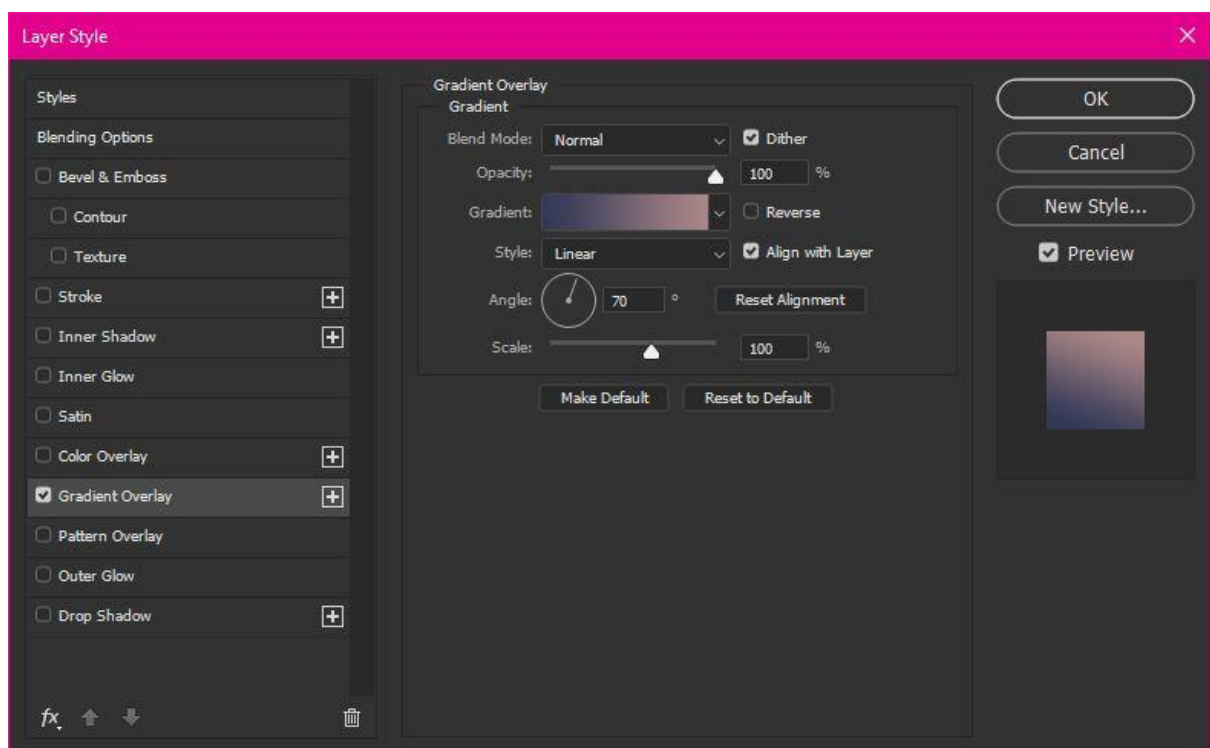 Layer Style
Styles
Blending Options
Bevel & Emboss
Contour
Texture
Stroke
Inner Shadow
Inner Glow
Satin
Color Overlay
Gradient Overlay
Pattern Overlay
Outer Glow
Drop Shadow
fx
Gradient Overlay
Gradient
Blend Mode: Normal Dither
Opacity: 100 %
Gradient: Reverse
Style: Linear Align with Layer
Angle: 70 ° Reset Alignment
Scale: 100 %
Make Default Reset to Default
OK
Cancel
New Style...
Preview